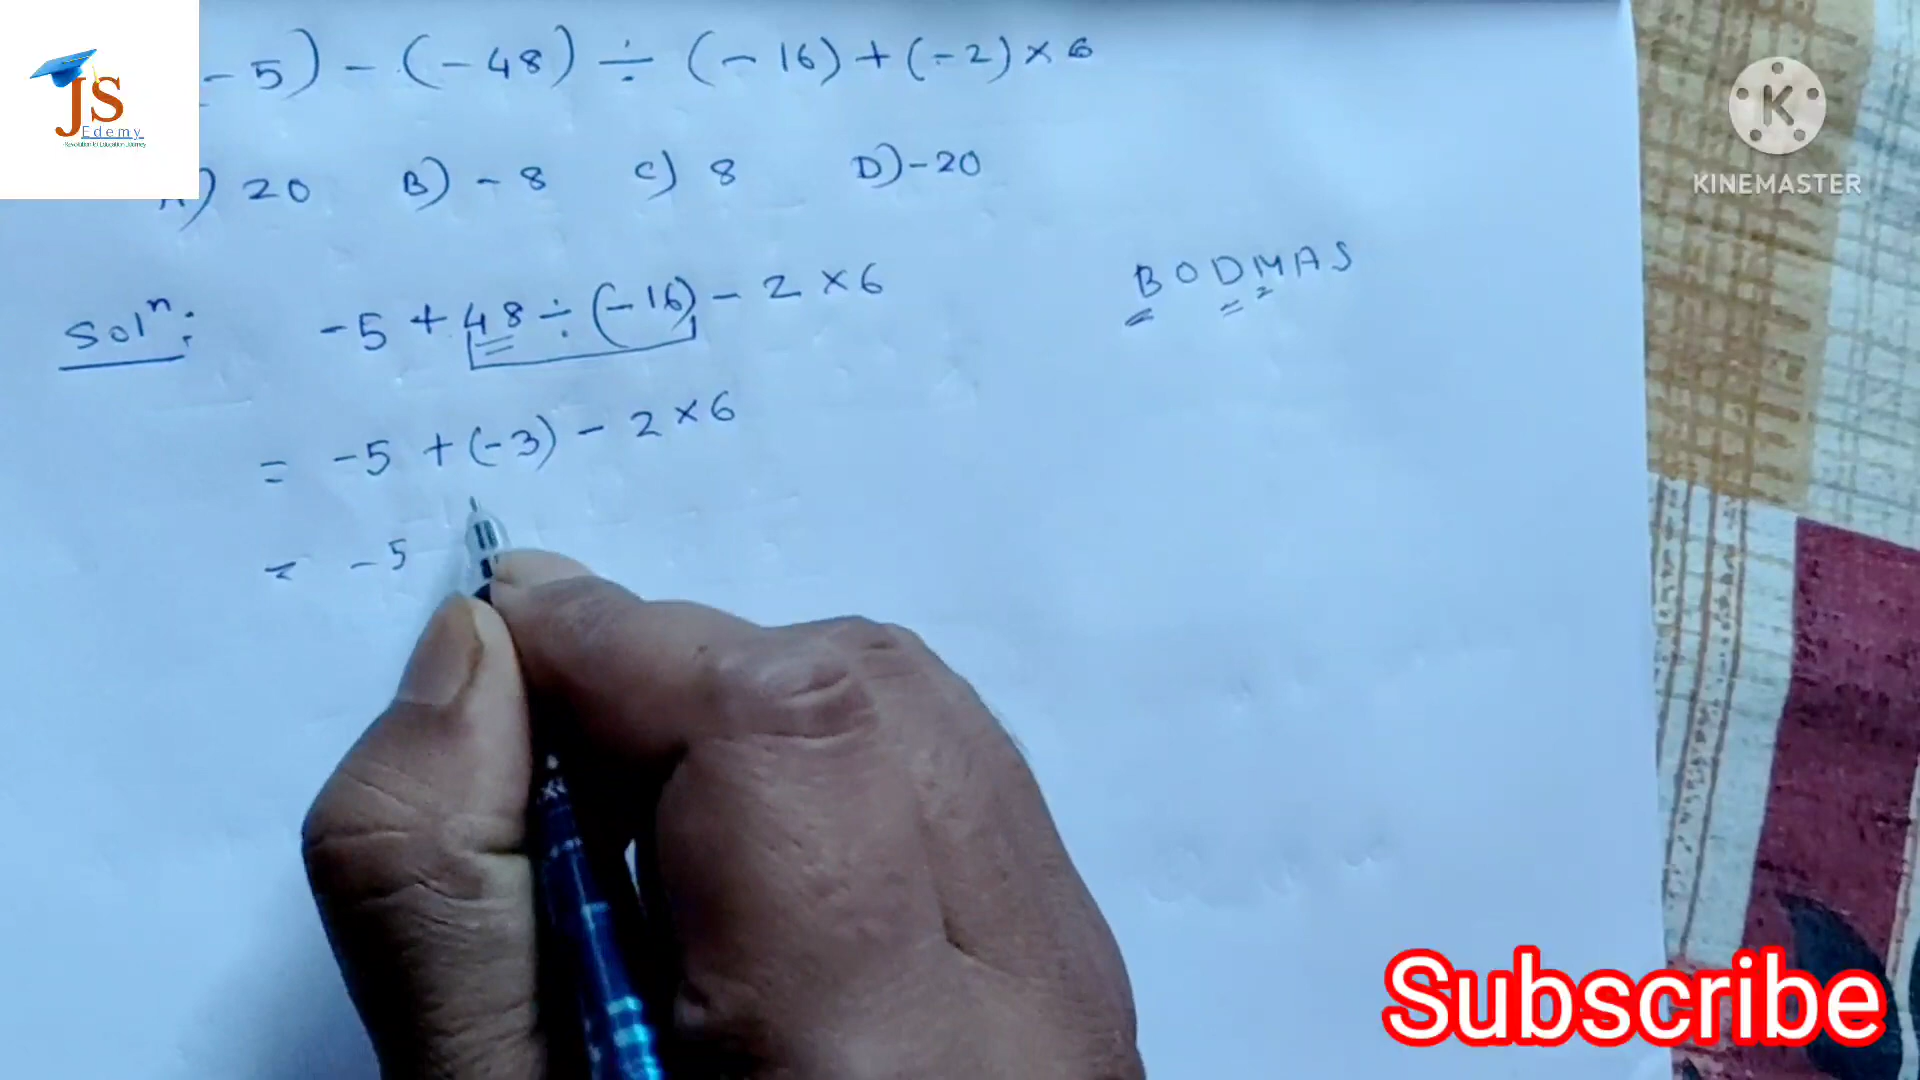 - 5) - (- 48) ÷ (- 16) + (- 2) × 6
JS
Edemy
KINEMASTER
A) 20 B) - 8 C) 8 D) -20
BODMAS
Solⁿ: -5 + 48 ÷ (-16) - 2 × 6
= -5 + (-3) - 2 × 6
= -5
Subscribe